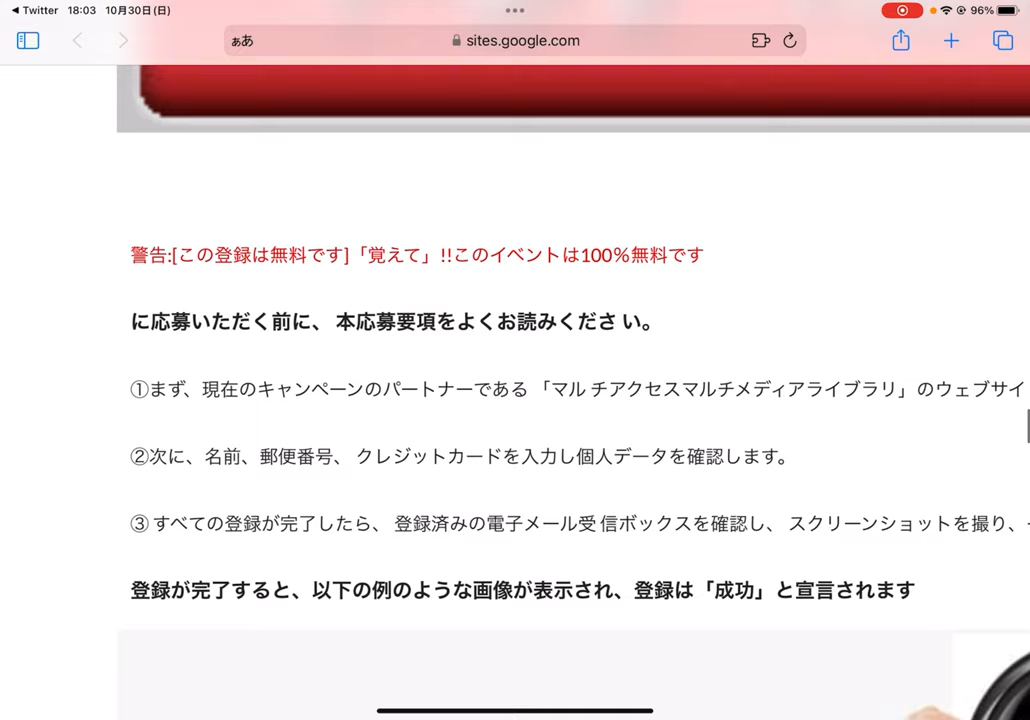 Twitter 18:03 10月30日(日) 96%
ぁあ sites.google.com
警告:[この登録は無料です]「覚えて」!!このイベントは100%無料です
に応募いただく前に、 本応募要項をよくお読みくださ い。
①まず、現在のキャンペーンのパートナーである 「マル チアクセスマルチメディアライブラリ」のウェブサイ
②次に、名前、郵便番号、 クレジットカードを入力し個人データを確認します。
③ すべての登録が完了したら、 登録済みの電子メール受 信ボックスを確認し、 スクリーンショットを撮り、
登録が完了すると、以下の例のような画像が表示され、登録は「成功」と宣言されます